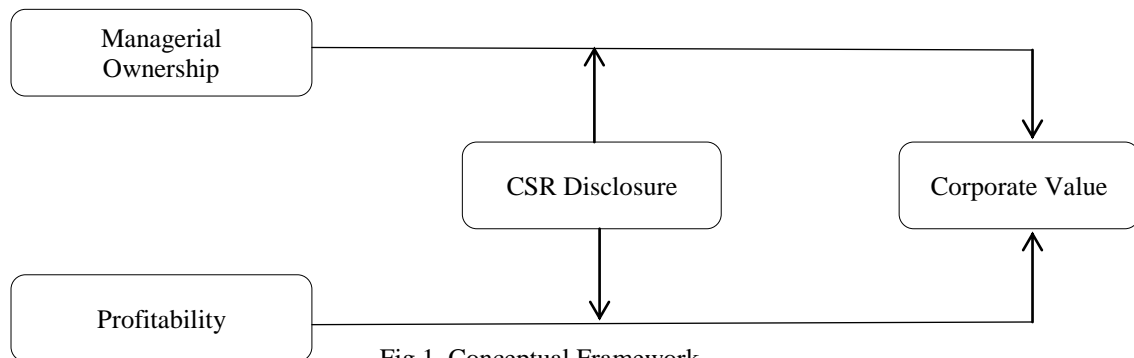 Managerial
Ownership
CSR Disclosure
Corporate Value
Profitability
Fig 1. Conceptual Framework